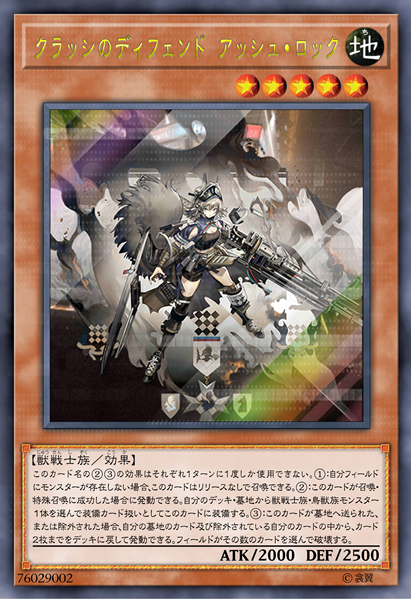 クラッシのディフェンド アッシュ・ロック
地
ち
【獣戦士族／効果】
じゅうせんしぞく こうか
このカード名の②③の効果はそれぞれ1ターンに1度しか使用できない。①：自分フィールド
にモンスターが存在しない場合、このカードはリリースなしで召喚できる。②：このカードが召喚・
特殊召喚に成功した場合に発動できる。自分のデッキ・墓地から獣戦士族・鳥獣族モンスター
1体を選んで装備カード扱いとしてこのカードに装備する。③：このカードが墓地へ送られた、
または除外された場合、自分の墓地のカード及び除外されている自分のカードの中から、カード
2枚までをデッキに戻して発動できる。フィールドがその数のカードを選んで破壊する。
ATK/2000 DEF/2500
76029002
©衾翼